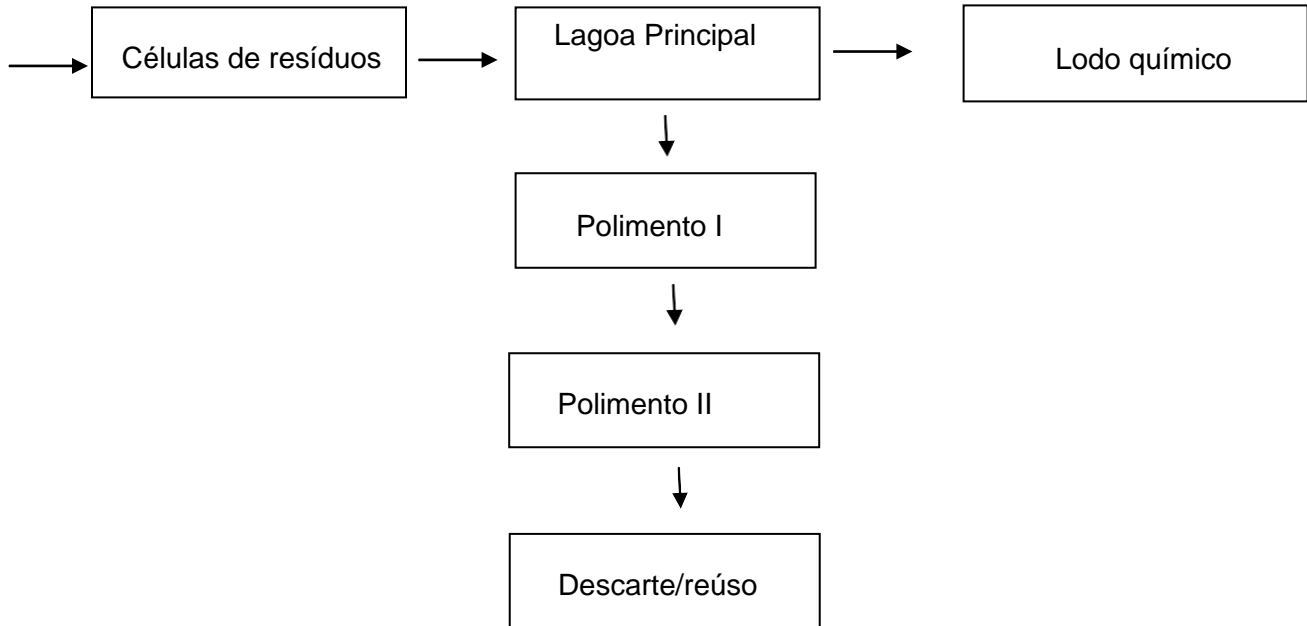 Células de resíduos
Lagoa Principal
Lodo químico
Polimento I
Polimento II
Descarte/reúso